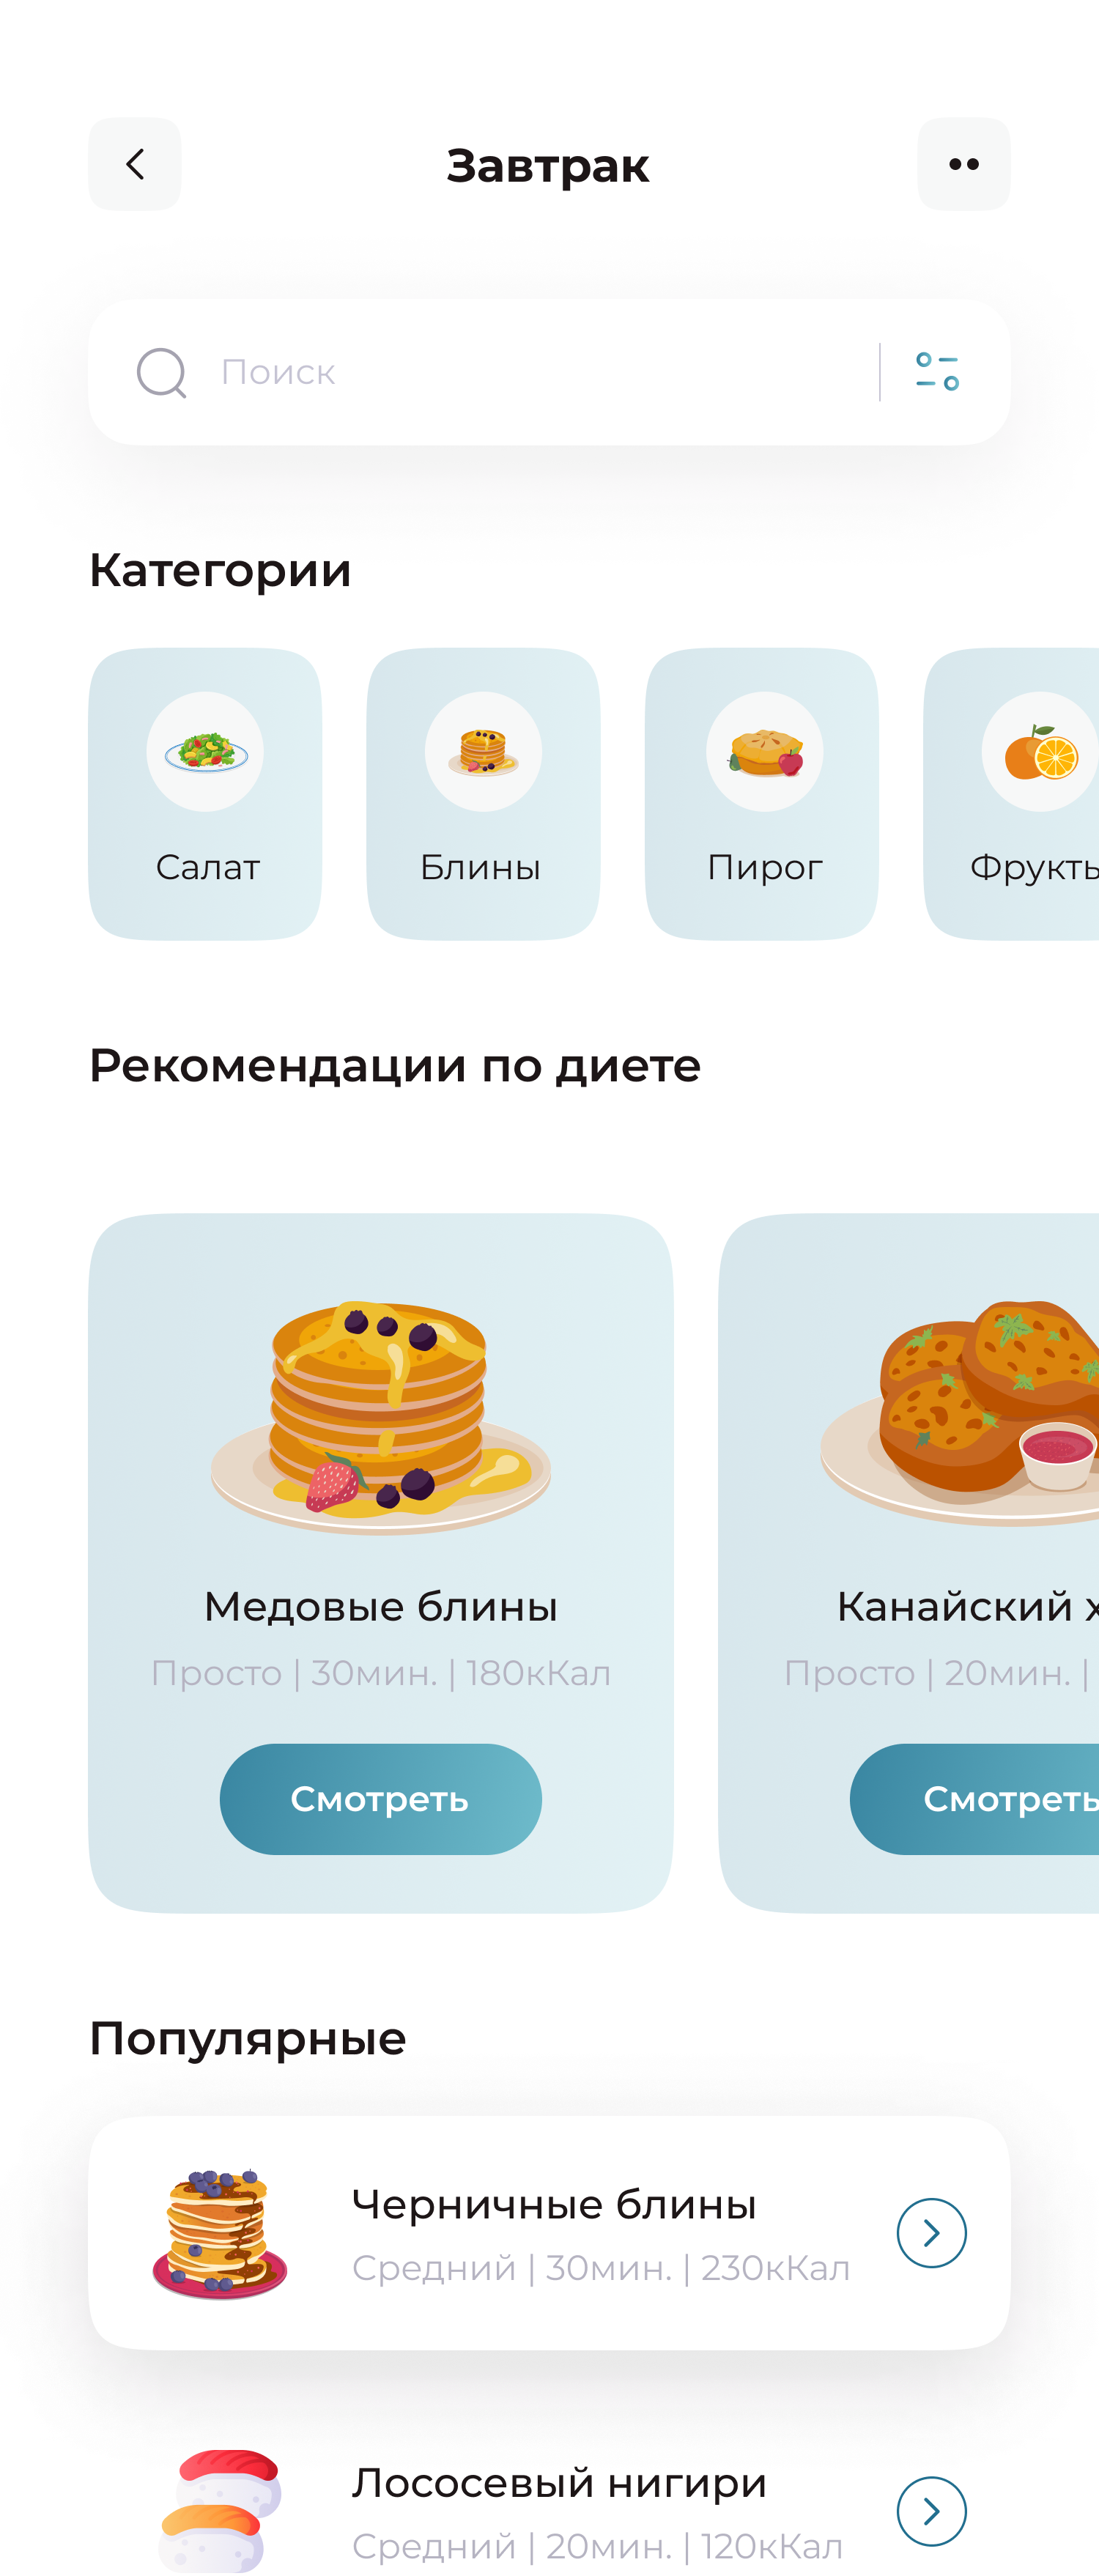 Завтрак
Поиск
Категории
Салат
Блины
Пирог
Фрукты
Рекомендации по диете
Медовые блины
Просто | 30мин. | 180кКал
Смотреть
Канайский х
Просто | 20мин. |
Смотреть
Популярные
Черничные блины
Средний | 30мин. | 230кКал
Лососевый нигири
Средний | 20мин. | 120кКал